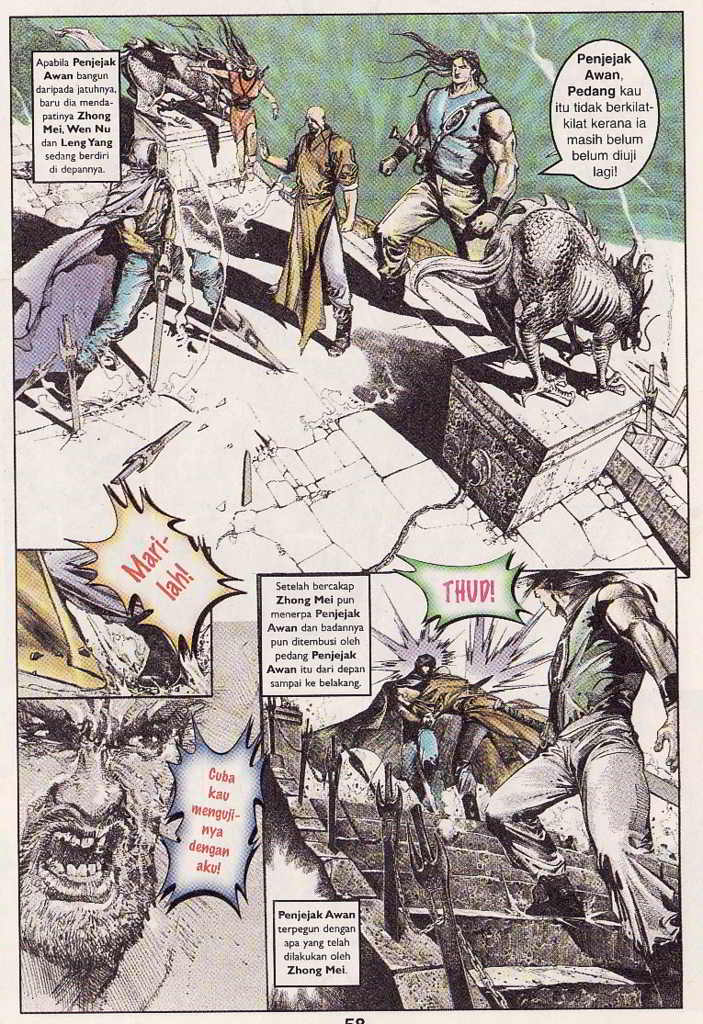 Apabila Penjejak
Awan bangun
daripada jatuhnya,
baru dia menda-
patinya Zhong
Mei, Wen Nu
dan Leng Yang
sedang berdiri
di depannya.
Penjejak
Awan,
Pedang kau
itu tidak berkilat-
kilat kerana ia
masih belum
belum diuji
lagi!
Mari-
lah!
Setelah bercakap
Zhong Mei pun
menerpa Penjejak
Awan dan badannya
pun ditembusi oleh
pedang Penjejak
Awan itu dari depan
sampai ke belakang.
THUD!
Cuba
kau
menguji-
nya
dengan
aku!
Penjejak Awan
terpegun dengan
apa yang telah
dilakukan oleh
Zhong Mei.
58